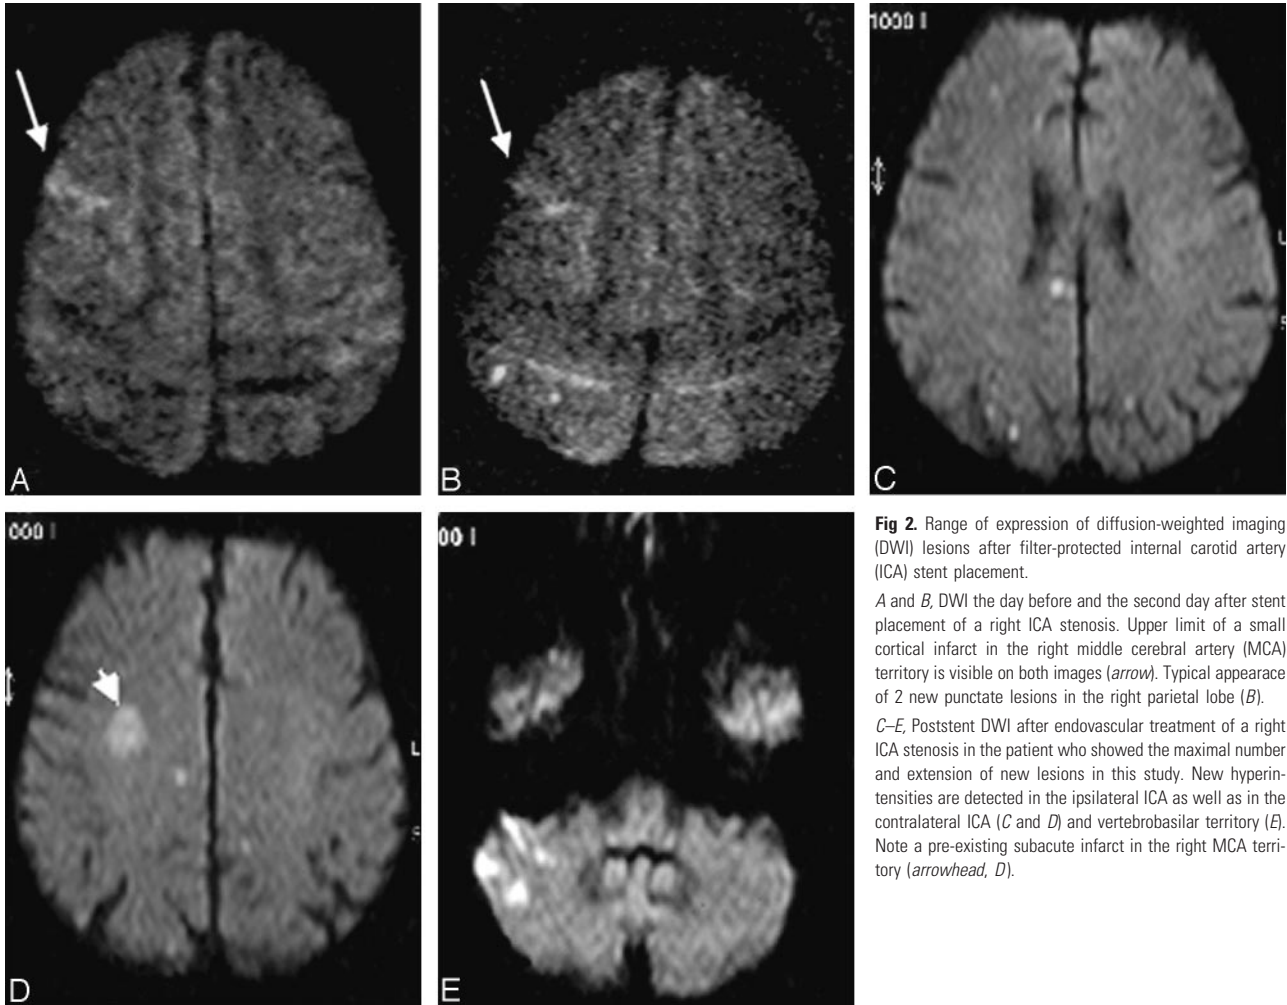 1000 I
A
B
C
L
000 I
00 I
L
S
D
E
Fig 2. Range of expression of diffusion-weighted imaging
(DWI) lesions after filter-protected internal carotid artery
(ICA) stent placement.
A and B, DWI the day before and the second day after stent
placement of a right ICA stenosis. Upper limit of a small
cortical infarct in the right middle cerebral artery (MCA)
territory is visible on both images (arrow). Typical appearace
of 2 new punctate lesions in the right parietal lobe (B).
C–E, Poststent DWI after endovascular treatment of a right
ICA stenosis in the patient who showed the maximal number
and extension of new lesions in this study. New hyperin-
tensities are detected in the ipsilateral ICA as well as in the
contralateral ICA (C and D) and vertebrobasilar territory (E).
Note a pre-existing subacute infarct in the right MCA terri-
tory (arrowhead, D).